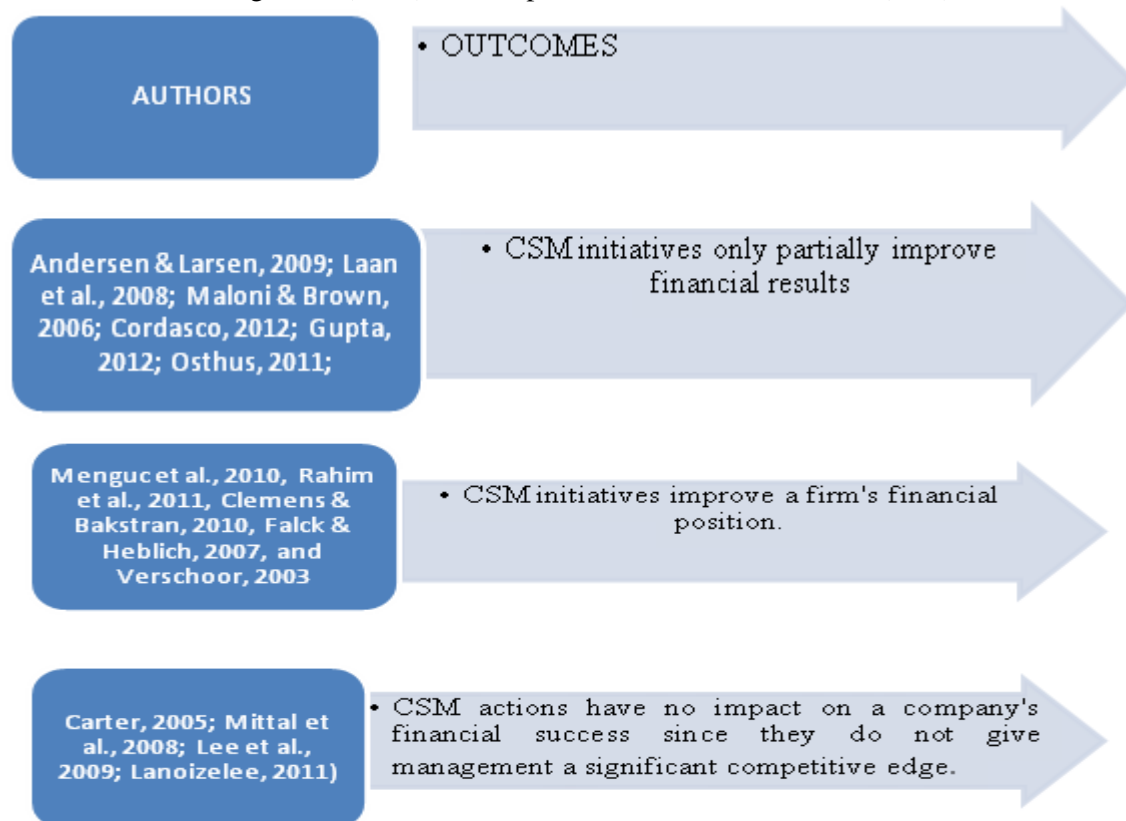 AUTHORS
• OUTCOMES
Andersen & Larsen, 2009; Laan
et al., 2008; Maloni & Brown,
2006; Cordasco, 2012; Gupta,
2012; Osthus, 2011;
• CSM initiatives only partially improve
financial results
Menguc et al., 2010, Rahim
et al., 2011, Clemens &
Bakstran, 2010, Falck &
Heblich, 2007, and
Verschoor, 2003
• CSM initiatives improve a firm's financial
position.
Carter, 2005; Mittal et
al., 2008; Lee et al.,
2009; Lanoizelee, 2011)
• CSM actions have no impact on a company's
financial success since they do not give
management a significant competitive edge.